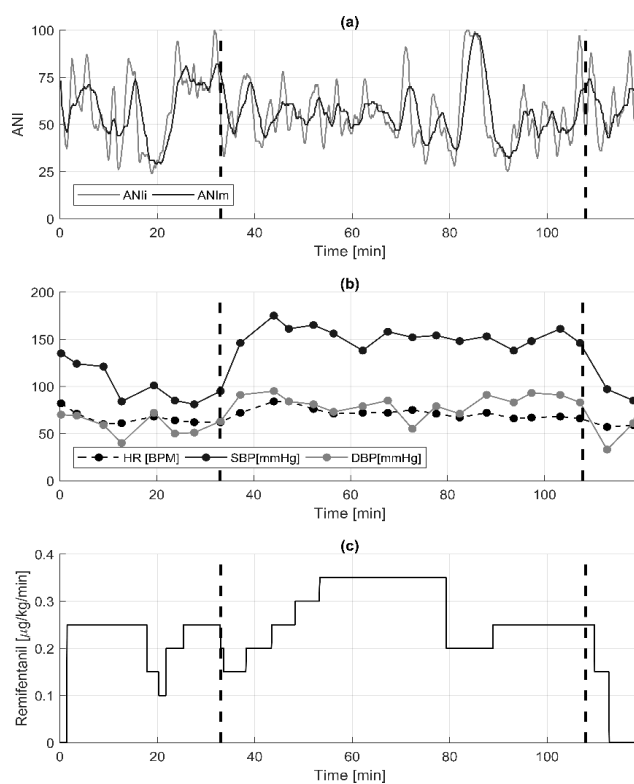 (a)
100
75
50
25
0
ANI
ANIi ANIm
0 20 40 60 80 100
Time [min]
(b)
200
150
100
50
0
HR [BPM] SBP[mmHg] DBP[mmHg]
0 20 40 60 80 100
Time [min]
(c)
0.4
0.3
0.2
0.1
0
Remifentanil [µg/kg/min]
0 20 40 60 80 100
Time [min]